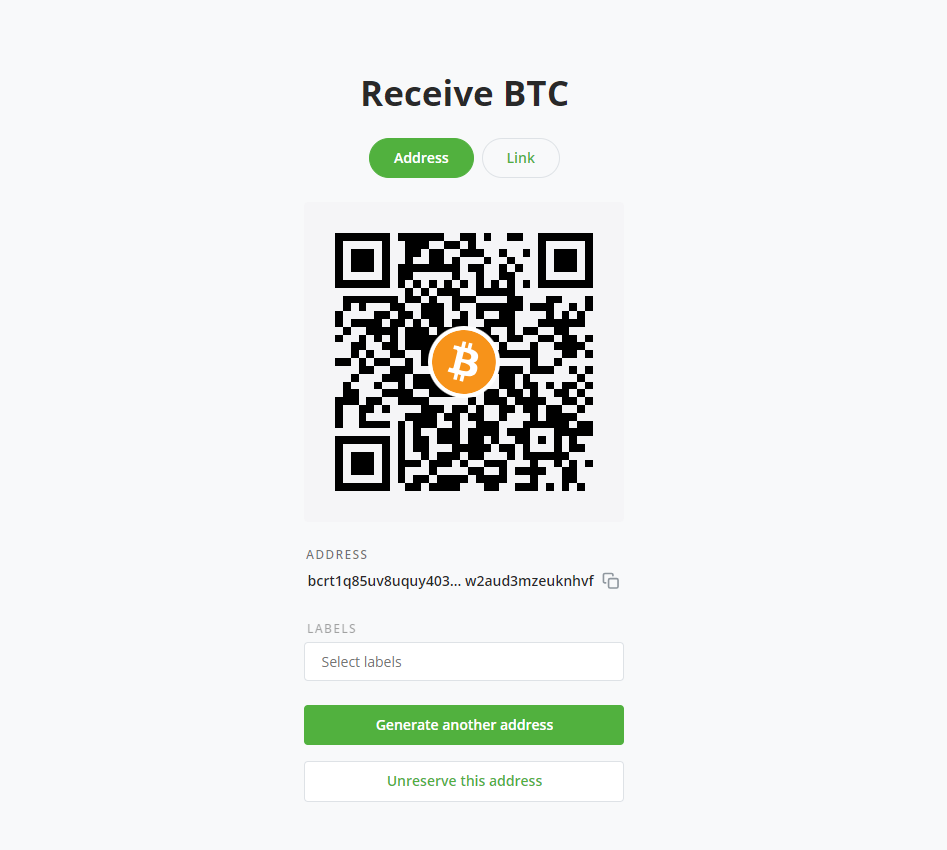 Receive BTC
Address Link
ADDRESS
bcrt1q85uv8uquy403... w2aud3mzeuknhvf
LABELS
Select labels
Generate another address
Unreserve this address